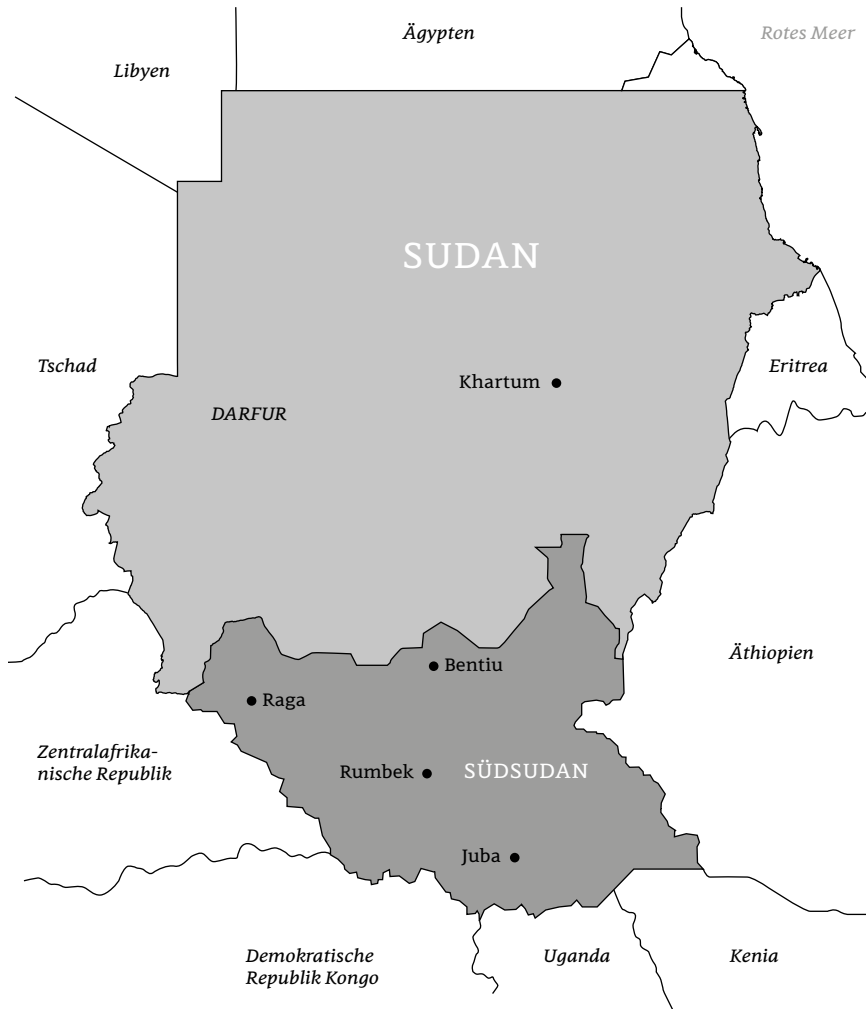 Ägypten
Rotes Meer
Libyen
SUDAN
Tschad
Eritrea
Khartum
DARFUR
Äthiopien
Bentiu
Raga
Zentralafrika-
nische Republik
Rumbek
SÜDSUDAN
Juba
Demokratische
Republik Kongo
Uganda
Kenia